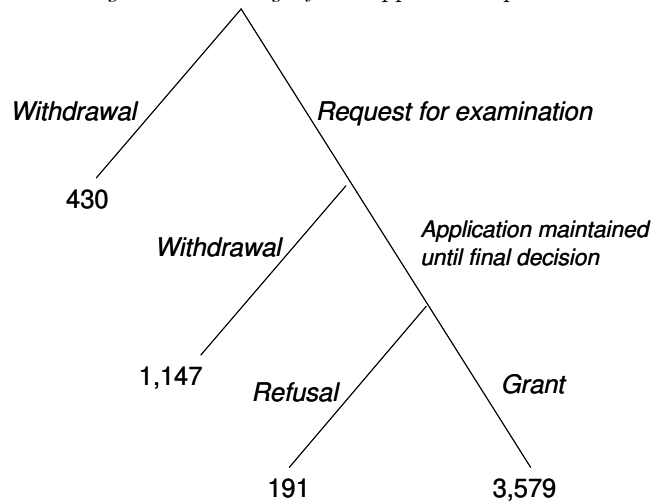 Withdrawal
Request for examination
430
Withdrawal
Application maintained
until final decision
1,147
Refusal
Grant
191
3,579